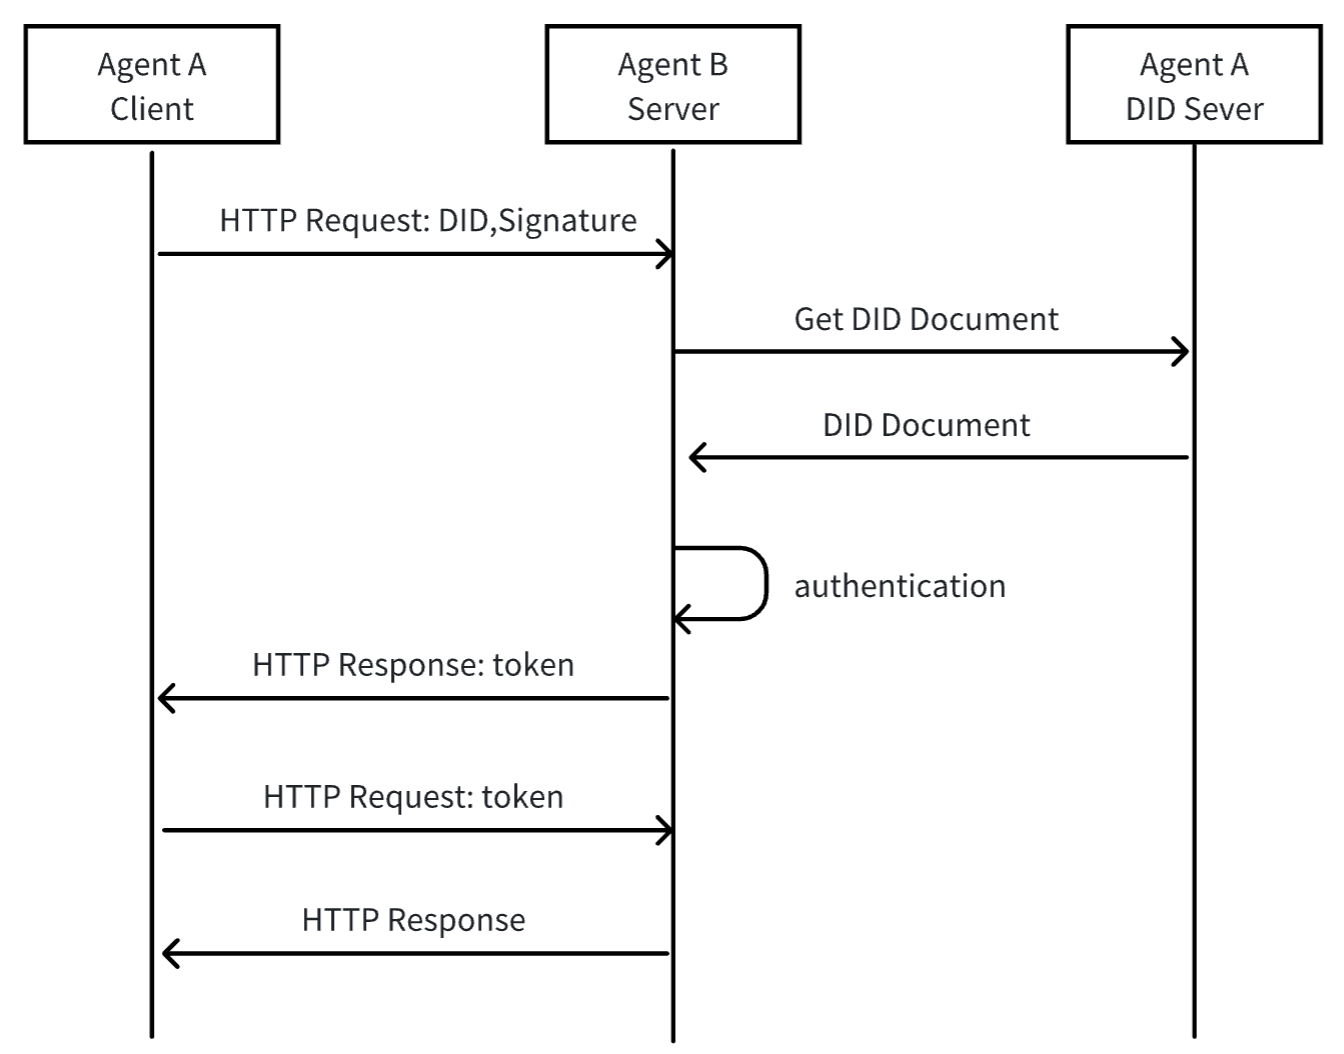 Agent A
Client
Agent B
Server
Agent A
DID Sever
HTTP Request: DID,Signature
Get DID Document
DID Document
authentication
HTTP Response: token
HTTP Request: token
HTTP Response